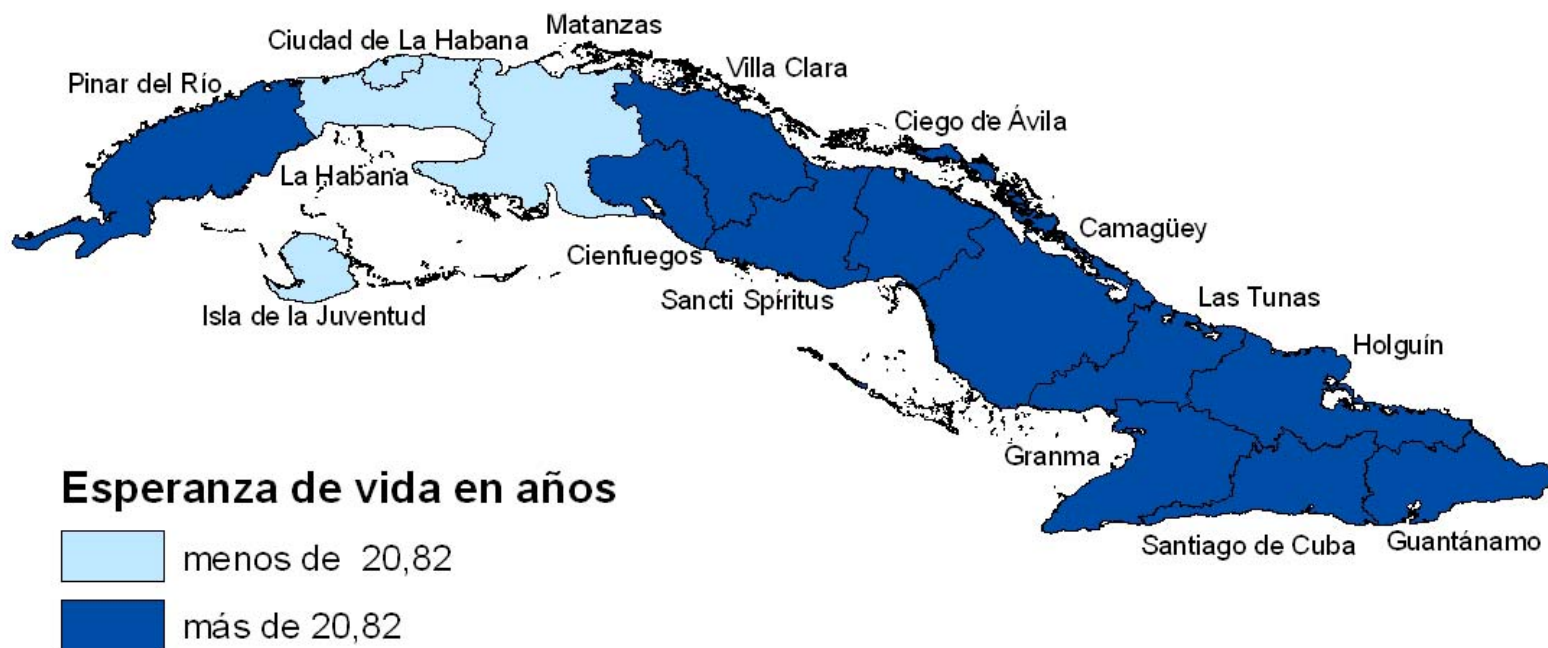 Matanzas
Ciudad de La Habana
Villa Clara
Pinar del Río
Ciego de Ávila
La Habana
Camagüey
Cienfuegos
Sancti Spíritus
Isla de la Juventud
Las Tunas
Holguín
Granma
Santiago de Cuba
Guantánamo
Esperanza de vida en años
menos de 20,82
más de 20,82